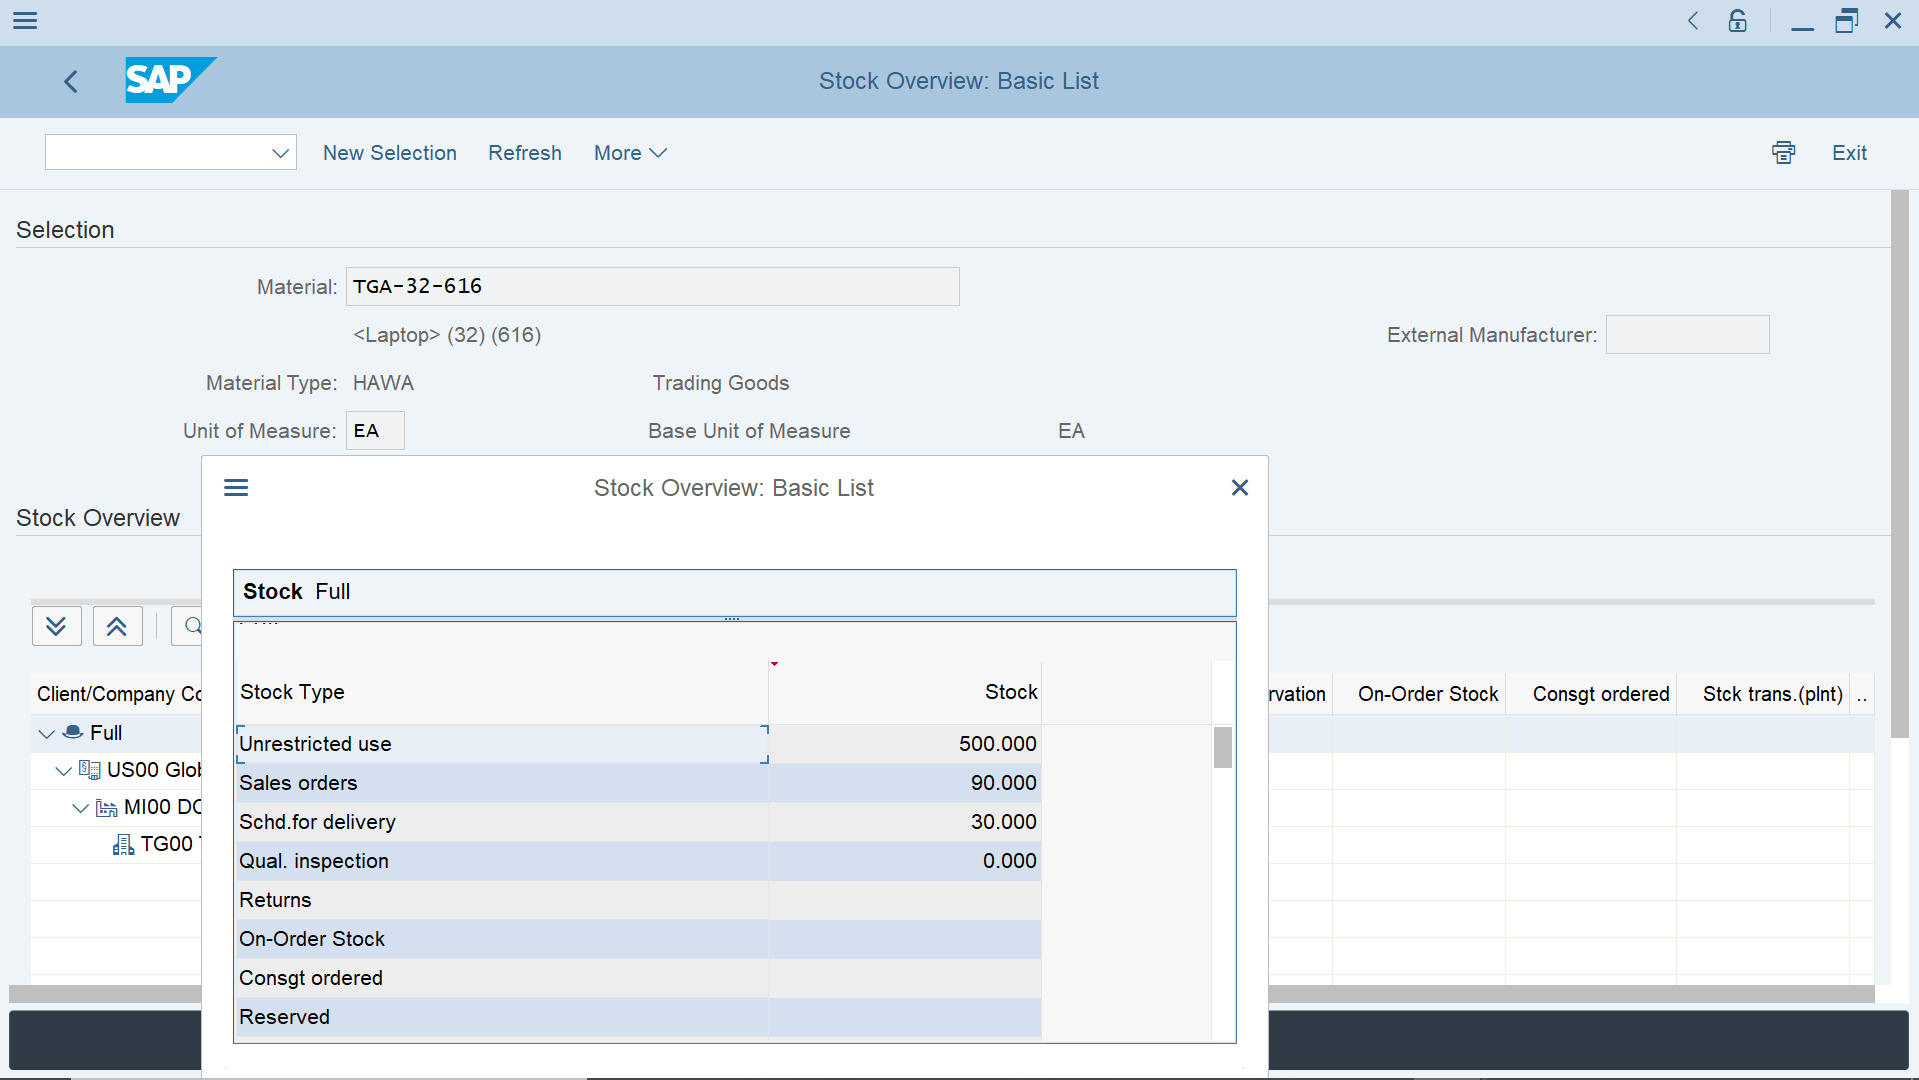 SAP
Stock Overview: Basic List
New Selection Refresh More
Exit
Selection
Material: TGA-32-616
<Laptop> (32) (616)
External Manufacturer:
Material Type: HAWA Trading Goods
Unit of Measure: EA Base Unit of Measure EA
Stock Overview: Basic List
Stock Overview
Stock Full
Stock Type Stock
Unrestricted use 500.000
Sales orders 90.000
Schd.for delivery 30.000
Qual. inspection 0.000
Returns
On-Order Stock
Consgt ordered
Reserved
Client/Company Co
rvation On-Order Stock Consgt ordered Stck trans.(plnt) ..
Full
US00 Glob
MI00 DC
TG00